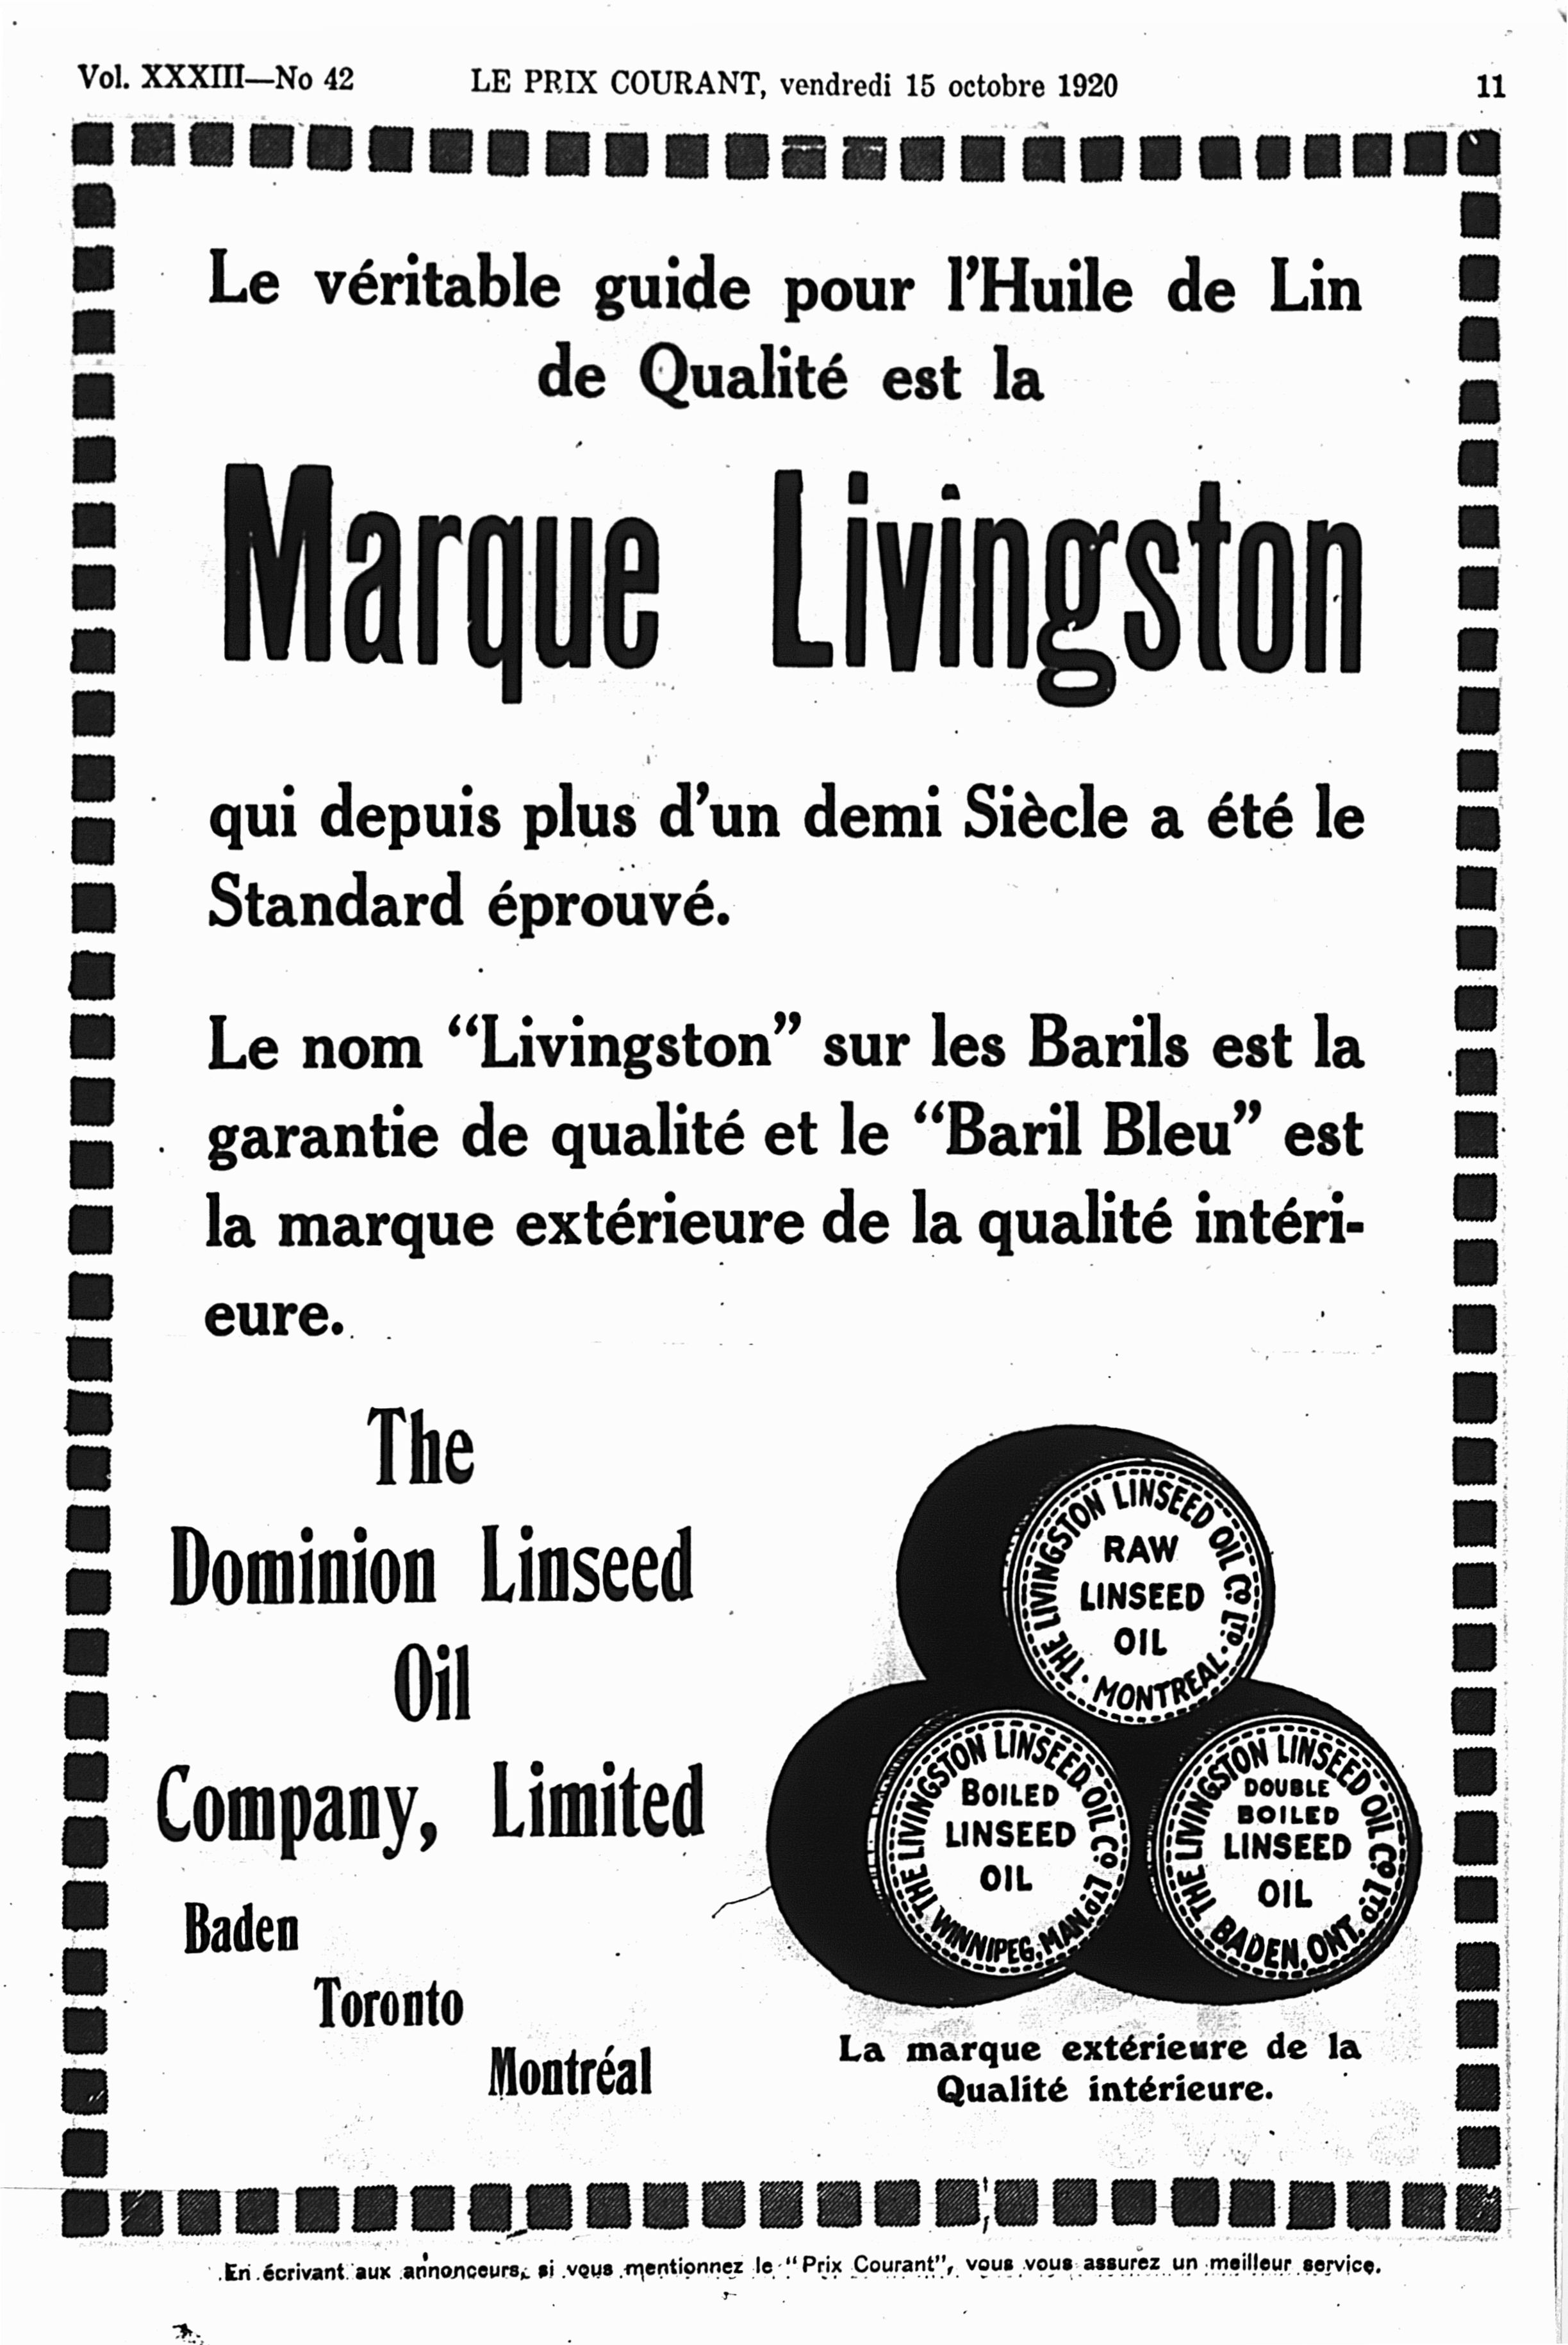 Vol. XXXIII—No 42 LE PRIX COURANT, vendredi 15 octobre 1920 11
Le véritable guide pour l'Huile de Lin
de Qualité est la
Marque Livingston
qui depuis plus d'un demi Siècle a été le
Standard éprouvé.
Le nom “Livingston” sur les Barils est la
garantie de qualité et le “Baril Bleu” est
la marque extérieure de la qualité intéri-
eure.
The
Dominion Linseed
Oil
Company, Limited
Baden
Toronto
Montréal
THE LIVINGSTON LINSEED OIL Co. LTD.
RAW
LINSEED
OIL
MONTREAL
THE LIVINGSTON LINSEED OIL Co. LTD.
BOILED
LINSEED
OIL
WINNIPEG, MAN.
THE LIVINGSTON LINSEED OIL Co. LTD.
DOUBLE
BOILED
LINSEED
OIL
BADEN, ONT.
La marque extérieure de la
Qualité intérieure.
En écrivant aux annonceurs, si vous mentionnez le “Prix Courant”, vous vous assurez un meilleur service.